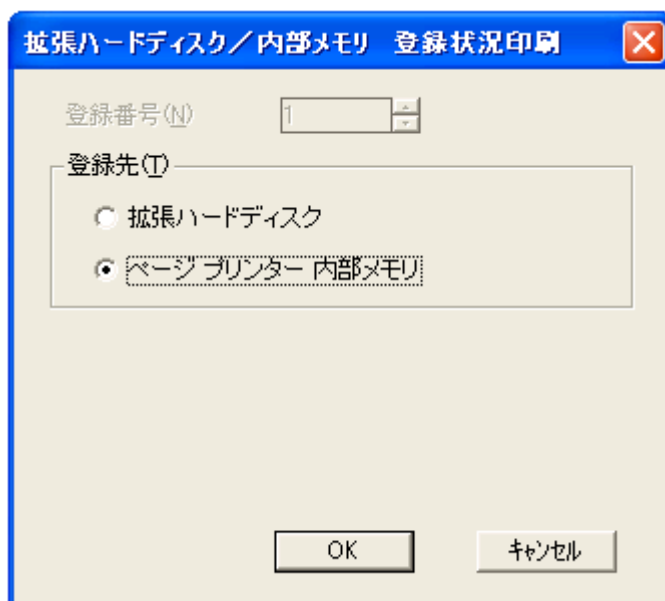 拡張ハードディスク／内部メモリ　登録状況印刷
登録番号(N) 1
登録先(T)
拡張ハードディスク
ページ プリンター 内部メモリ
OK キャンセル